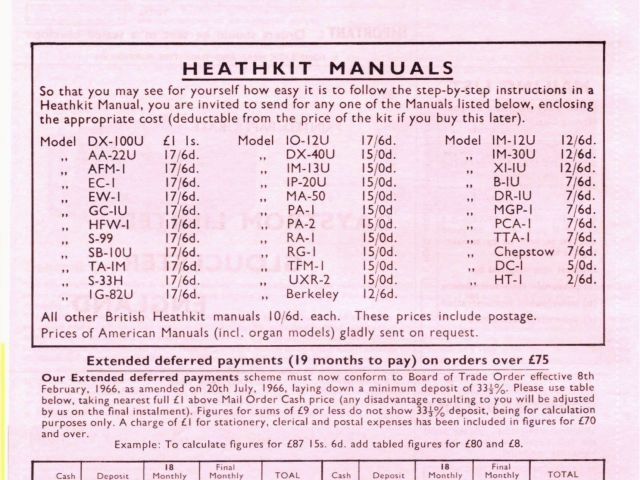 HEATHKIT MANUALS
So that you may see for yourself how easy it is to follow the step-by-step instructions in a
Heathkit Manual, you are invited to send for any one of the Manuals listed below, enclosing
the appropriate cost (deductable from the price of the kit if you buy this later).
Model DX-100U £1 1s. Model IO-12U 17/6d. Model IM-12U 12/6d.
,, AA-22U 17/6d. ,, DX-40U 15/0d. ,, IM-30U 12/6d.
,, AFM-1 17/6d. ,, IM-13U 15/0d. ,, XI-IU 12/6d.
,, EC-1 17/6d. ,, IP-20U 15/0d. ,, B-IU 7/6d.
,, EW-1 17/6d. ,, MA-50 15/0d. ,, DR-IU 7/6d.
,, GC-IU 17/6d. ,, PA-1 15/0d. ,, MGP-1 7/6d.
,, HFW-1 17/6d. ,, PA-2 15/0d. ,, PCA-1 7/6d.
,, S-99 17/6d. ,, RA-1 15/0d. ,, TTA-1 7/6d.
,, SB-10U 17/6d. ,, RG-1 15/0d. ,, Chepstow 7/6d.
,, TA-IM 17/6d. ,, TFM-1 15/0d. ,, DC-1 5/0d.
,, S-33H 17/6d. ,, UXR-2 15/0d. ,, HT-1 2/6d.
,, IG-82U 17/6d. ,, Berkeley 12/6d.
All other British Heathkit manuals 10/6d. each. These prices include postage.
Prices of American Manuals (incl. organ models) gladly sent on request.
Extended deferred payments (19 months to pay) on orders over £75
Our Extended deferred payments scheme must now conform to Board of Trade Order effective 8th
February, 1966, as amended on 20th July, 1966, laying down a minimum deposit of 33⅓%. Please use table
below, taking nearest full £1 above Mail Order Cash price (any disadvantage resulting to you will be adjusted
by us on the final instalment). Figures for sums of £9 or less do not show 33⅓% deposit, being for calculation
purposes only. A charge of £1 for stationery, clerical and postal expenses has been included in figures for £70
and over.
Example: To calculate figures for £87 15s. 6d. add tabled figures for £80 and £8.
18 Final 18 Final
Cash Deposit Monthly Monthly TOAL Cash Deposit Monthly Monthly TOTAL